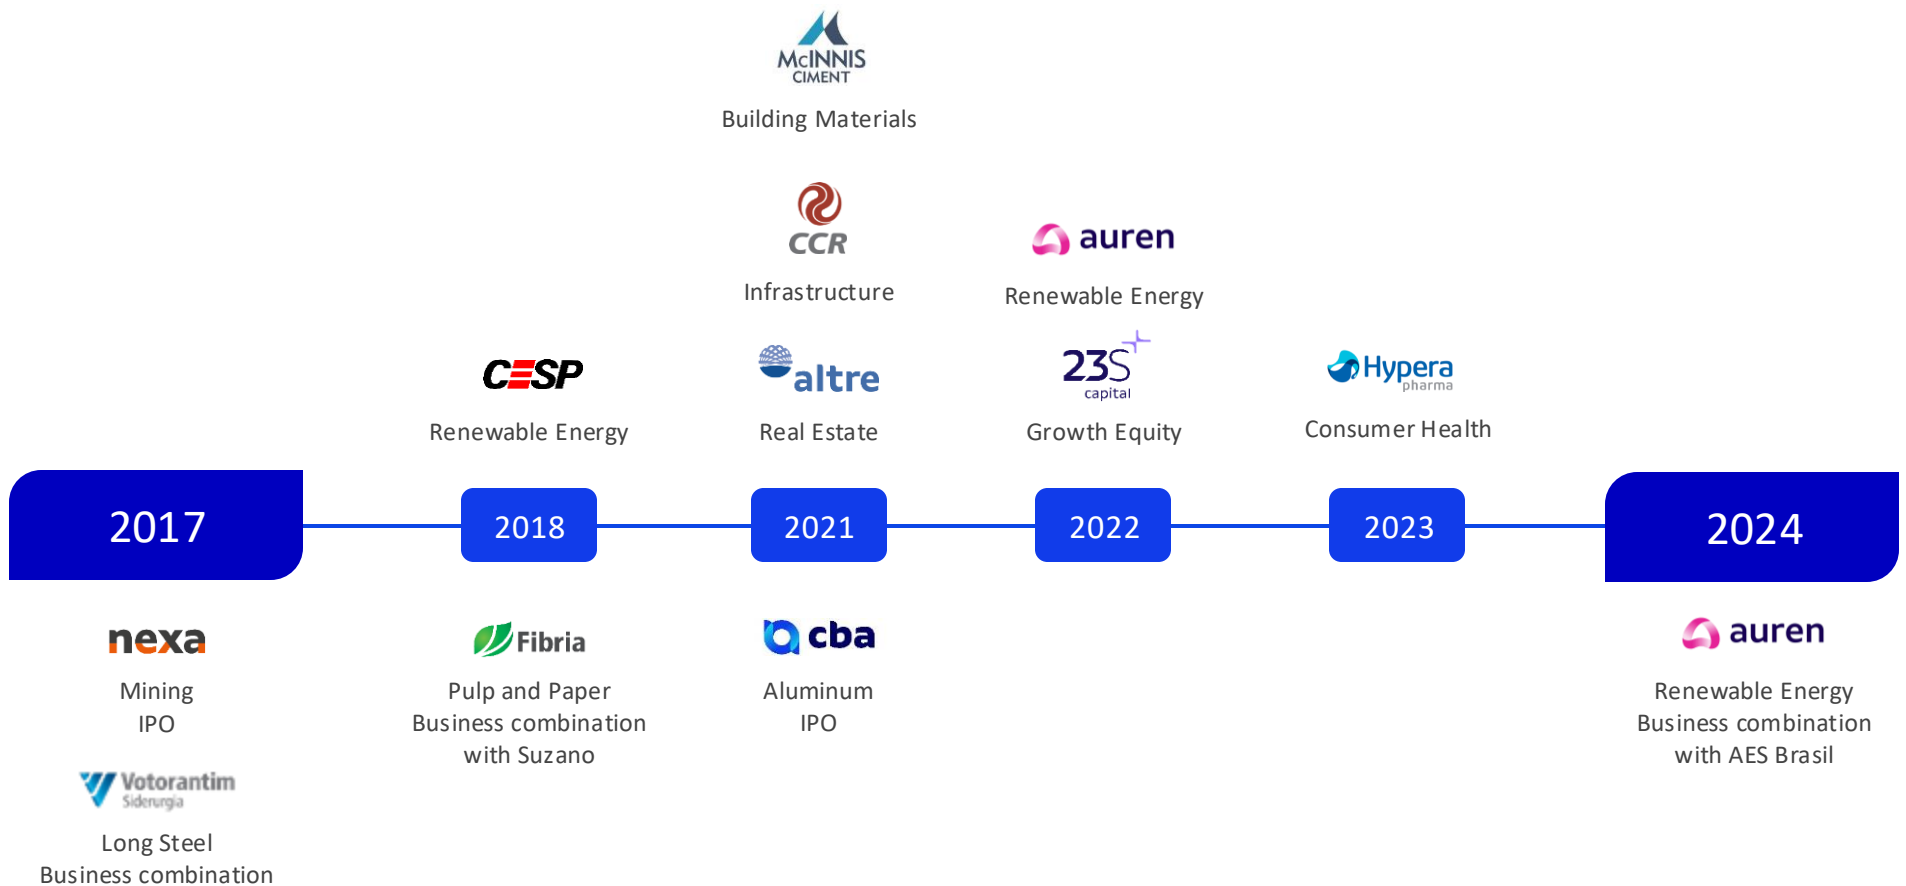 McINNIS
CIMENT
Building Materials
CCR
Infrastructure
auren
Renewable Energy
CESP
Renewable Energy
altre
Real Estate
23S
capital
Growth Equity
Hypera
pharma
Consumer Health
2017
2018
2021
2022
2023
2024
nexa
Mining
IPO
Votorantim
Siderurgia
Long Steel
Business combination
Fibria
Pulp and Paper
Business combination
with Suzano
cba
Aluminum
IPO
auren
Renewable Energy
Business combination
with AES Brasil